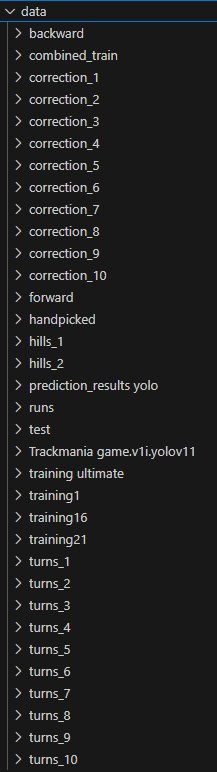 data
backward
combined_train
correction_1
correction_2
correction_3
correction_4
correction_5
correction_6
correction_7
correction_8
correction_9
correction_10
forward
handpicked
hills_1
hills_2
prediction_results yolo
runs
test
Trackmania game.v1i.yolov11
training ultimate
training1
training16
training21
turns_1
turns_2
turns_3
turns_4
turns_5
turns_6
turns_7
turns_8
turns_9
turns_10